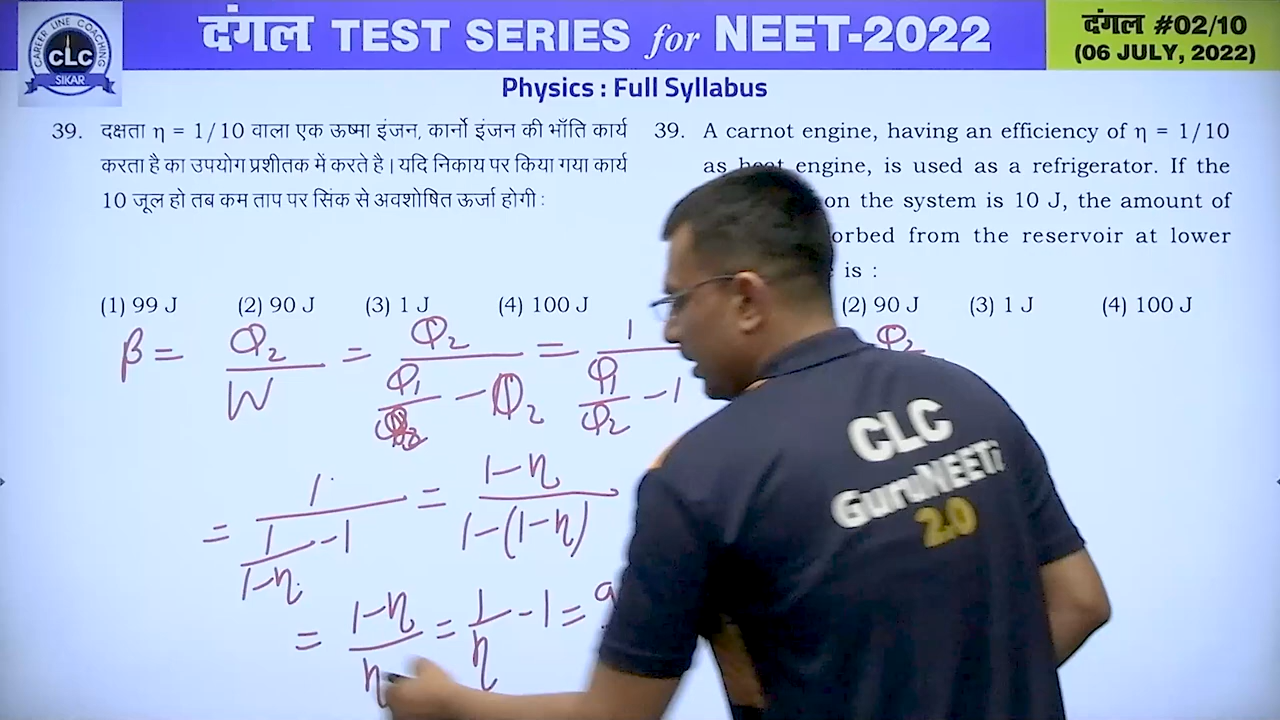 CAREER LINE COACHING
CLC
SIKAR
दंगल TEST SERIES for NEET-2022
दंगल #02/10
(06 JULY, 2022)
Physics : Full Syllabus
39. दक्षता η = 1/10 वाला एक ऊष्मा इंजन, कार्नो इंजन की भाँति कार्य
करता है का उपयोग प्रशीतक में करते है। यदि निकाय पर किया गया कार्य
10 जूल हो तब कम ताप पर सिंक से अवशोषित ऊर्जा होगी :
(1) 99 J (2) 90 J (3) 1 J (4) 100 J
39. A carnot engine, having an efficiency of η = 1/10
as heat engine, is used as a refrigerator. If the
on the system is 10 J, the amount of
orbed from the reservoir at lower
is :
(2) 90 J (3) 1 J (4) 100 J
β = Q₂/W = Q₂/(Q₁ - Q₂) = 1/(Q₁/Q₂ - 1)
Q₂
= 1/(1/(1-η) - 1) = (1-η)/(1-(1-η))
= (1-η)/η = 1/η - 1 = 9
CLC
GuruNEETi
2.0